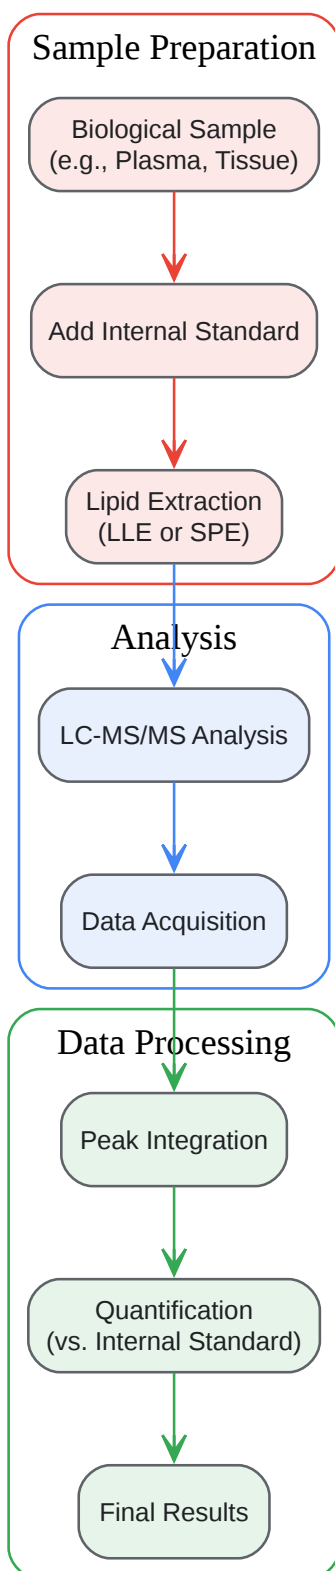 Sample Preparation
Biological Sample
(e.g., Plasma, Tissue)
Add Internal Standard
Lipid Extraction
(LLE or SPE)
Analysis
LC-MS/MS Analysis
Data Acquisition
Data Processing
Peak Integration
Quantification
(vs. Internal Standard)
Final Results